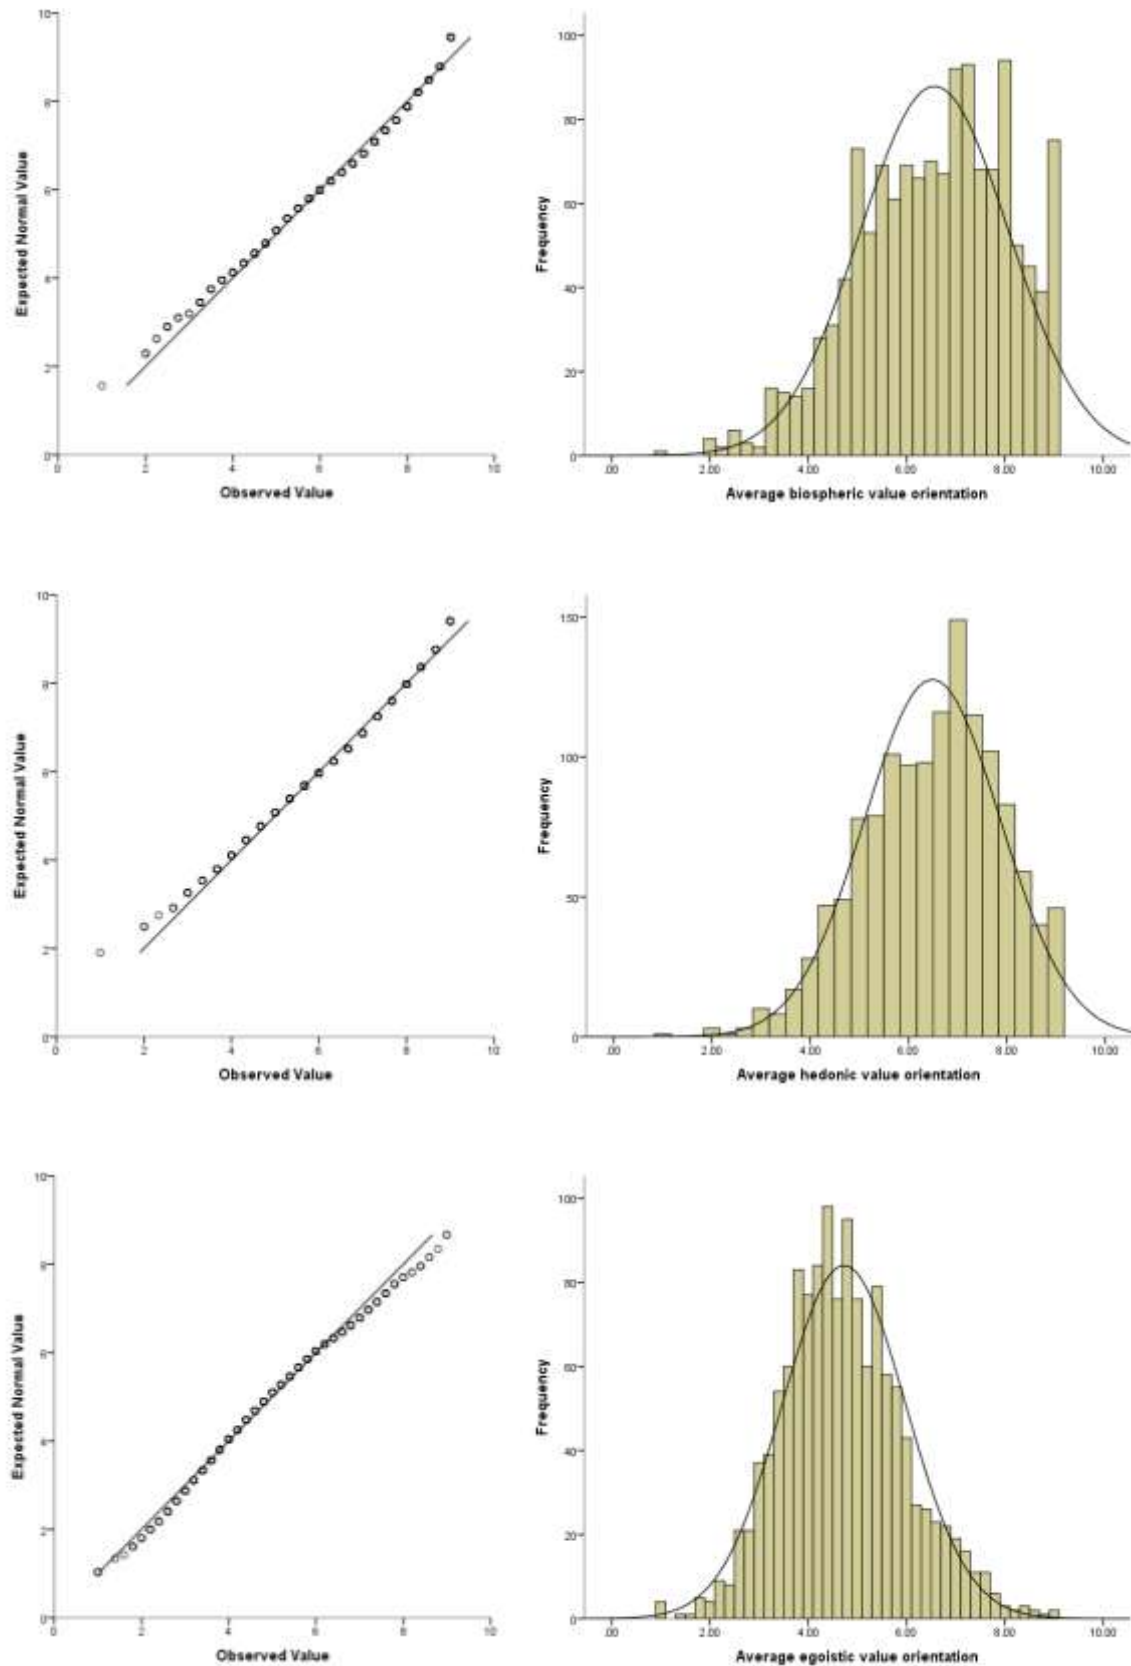 10
8
6
4
2
0
0 2 4 6 8 10
Expected Normal Value
Observed Value
100
80
60
40
20
0
.00 2.00 4.00 6.00 8.00 10.00
Frequency
Average biospheric value orientation
10
8
6
4
2
0
0 2 4 6 8 10
Expected Normal Value
Observed Value
150
100
50
0
.00 2.00 4.00 6.00 8.00 10.00
Frequency
Average hedonic value orientation
10
8
6
4
2
0
0 2 4 6 8 10
Expected Normal Value
Observed Value
100
80
60
40
20
0
.00 2.00 4.00 6.00 8.00 10.00
Frequency
Average egoistic value orientation